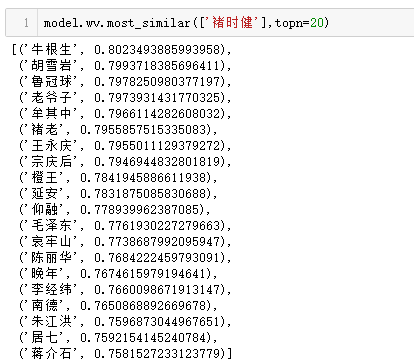 1 model.wv.most_similar(['褚时健'],topn=20)
[('牛根生', 0.8023493885993958),
('胡雪岩', 0.7993718385696411),
('鲁冠球', 0.7978250980377197),
('老爷子', 0.7973931431770325),
('牟其中', 0.7966114282608032),
('褚老', 0.7955857515335083),
('王永庆', 0.7955011129379272),
('宗庆后', 0.7946944832801819),
('橙王', 0.7841945886611938),
('延安', 0.7831875085830688),
('仰融', 0.778939962387085),
('毛泽东', 0.7761930227279663),
('哀牢山', 0.7738687992095947),
('陈丽华', 0.7684222459793091),
('晚年', 0.7674615979194641),
('李经纬', 0.7660098671913147),
('南德', 0.7650868892669678),
('朱江洪', 0.7596873044967651),
('居七', 0.7592154145240784),
('蒋介石', 0.7581527233123779)]